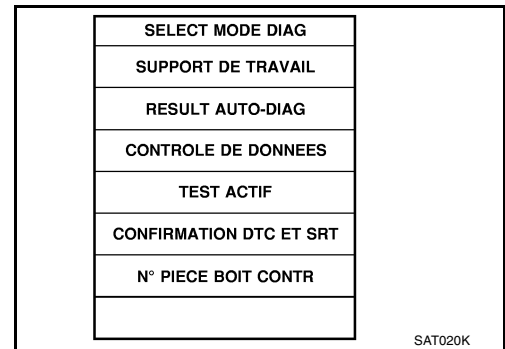 SELECT MODE DIAG
SUPPORT DE TRAVAIL
RESULT AUTO-DIAG
CONTROLE DE DONNEES
TEST ACTIF
CONFIRMATION DTC ET SRT
N° PIECE BOIT CONTR
SAT020K